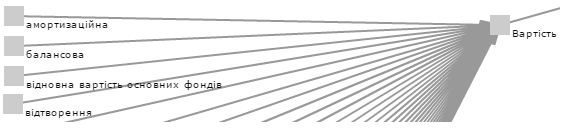 амортизаційна
Вартість
балансова
відновна вартість основних фондів
відтворення